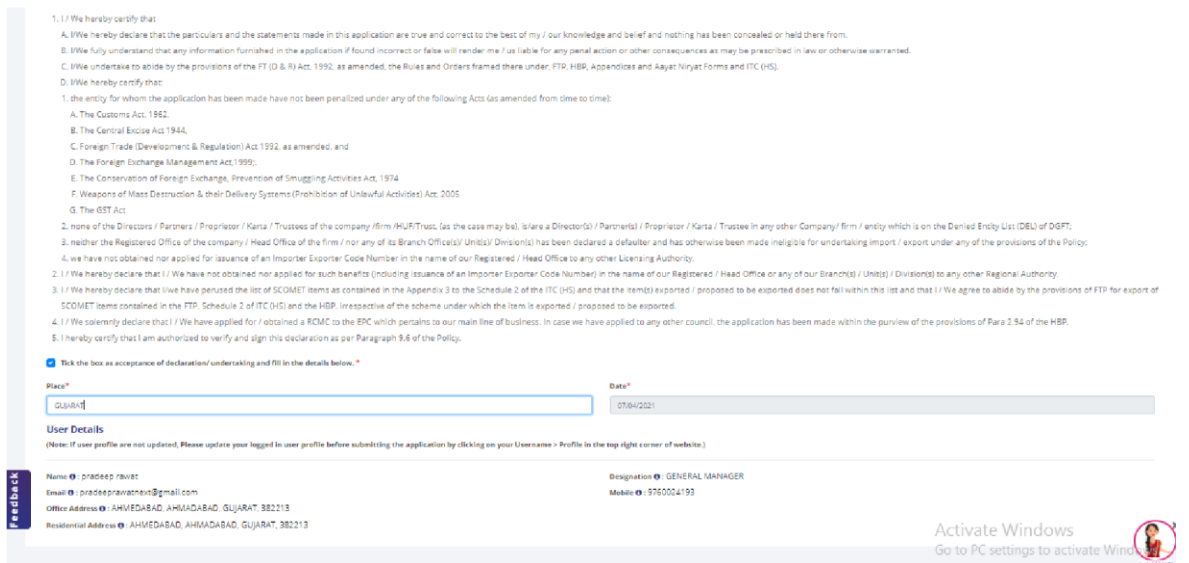 1. I / We hereby certify that
A. I/We hereby declare that the particulars and the statements made in this application are true and correct to the best of my / our knowledge and belief and nothing has been concealed or held there from.
B. I/We fully understand that any information furnished in the application if found incorrect or false will render me / us liable for any penal action or other consequences as may be prescribed in law or otherwise warranted.
C. I/We undertake to abide by the provisions of the FT (D & R) Act, 1992, as amended, the Rules and Orders framed there under, FTP, HBP, Appendices and Aayat Niryat Forms and ITC (HS).
D. I/We hereby certify that:
1. the entity for whom the application has been made have not been penalized under any of the following Acts (as amended from time to time):
A. The Customs Act, 1962,
B. The Central Excise Act 1944,
C. Foreign Trade (Development & Regulation) Act 1992, as amended, and
D. The Foreign Exchange Management Act,1999;.
E. The Conservation of Foreign Exchange, Prevention of Smuggling Activities Act, 1974
F. Weapons of Mass Destruction & their Delivery Systems (Prohibition of Unlawful Activities) Act, 2005
G. The GST Act
2. none of the Directors / Partners / Proprietor / Karta / Trustees of the company /firm /HUF/Trust, (as the case may be), is/are a Director(s) / Partner(s) / Proprietor / Karta / Trustee in any other Company/ firm / entity which is on the Denied Entity List (DEL) of DGFT;
3. neither the Registered Office of the company / Head Office of the firm / nor any of its Branch Office(s)/ Unit(s)/ Division(s) has been declared a defaulter and has otherwise been made ineligible for undertaking import / export under any of the provisions of the Policy;
4. we have not obtained nor applied for issuance of an Importer Exporter Code Number in the name of our Registered / Head Office to any other Licensing Authority.
2. I / We hereby declare that I / We have not obtained nor applied for such benefits (including issuance of an Importer Exporter Code Number) in the name of our Registered / Head Office or any of our Branch(s) / Unit(s) / Division(s) to any other Regional Authority.
3. I / We hereby declare that I/we have perused the list of SCOMET items as contained in the Appendix 3 to the Schedule 2 of the ITC (HS) and that the item(s) exported / proposed to be exported does not fall within this list and that I / We agree to abide by the provisions of FTP for export of
SCOMET items contained in the FTP, Schedule 2 of ITC (HS) and the HBP, irrespective of the scheme under which the item is exported / proposed to be exported.
4. I / We solemnly declare that I / We have applied for / obtained a RCMC to the EPC which pertains to our main line of business. In case we have applied to any other council, the application has been made within the purview of the provisions of Para 2.94 of the HBP.
5. I hereby certify that I am authorized to verify and sign this declaration as per Paragraph 9.6 of the Policy.
Tick the box as acceptance of declaration/undertaking and fill in the details below. *
Place* Date*
GUJARAT 07/04/2021
User Details
(Note: If user profile are not updated, Please update your logged in user profile before submitting the application by clicking on your Username > Profile in the top right corner of website.)
Name : pradeep rawat Designation : GENERAL MANAGER
Email : pradeeprawatnext@gmail.com Mobile : 9760024193
Office Address : AHMEDABAD, AHMADABAD, GUJARAT, 382213
Residential Address : AHMEDABAD, AHMADABAD, GUJARAT, 382213
Feedback
Activate Windows
Go to PC settings to activate